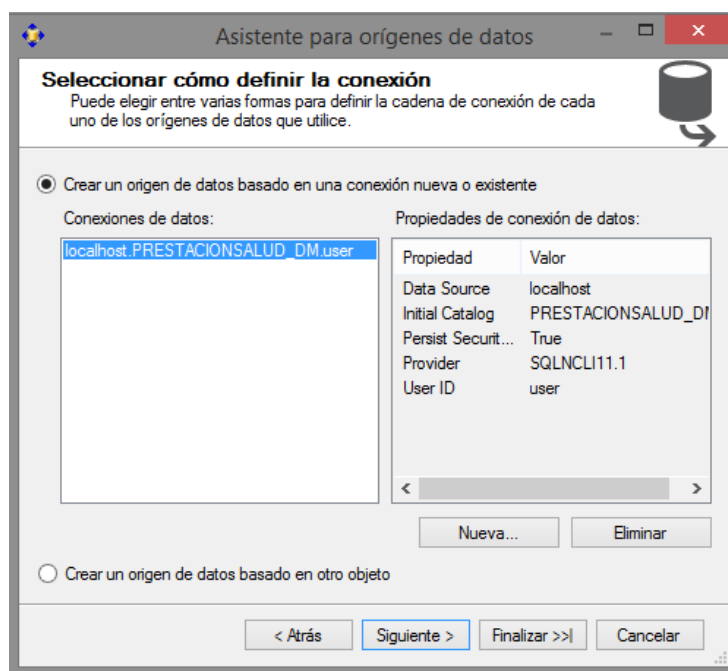 Asistente para orígenes de datos
Seleccionar cómo definir la conexión
Puede elegir entre varias formas para definir la cadena de conexión de cada
uno de los orígenes de datos que utilice.
Crear un origen de datos basado en una conexión nueva o existente
Conexiones de datos:
localhost.PRESTACIONSALUD_DM.user
Propiedades de conexión de datos:
Propiedad Valor
Data Source localhost
Initial Catalog PRESTACIONSALUD_DM
Persist Securit... True
Provider SQLNCLI11.1
User ID user
Nueva... Eliminar
Crear un origen de datos basado en otro objeto
< Atrás Siguiente > Finalizar >>| Cancelar